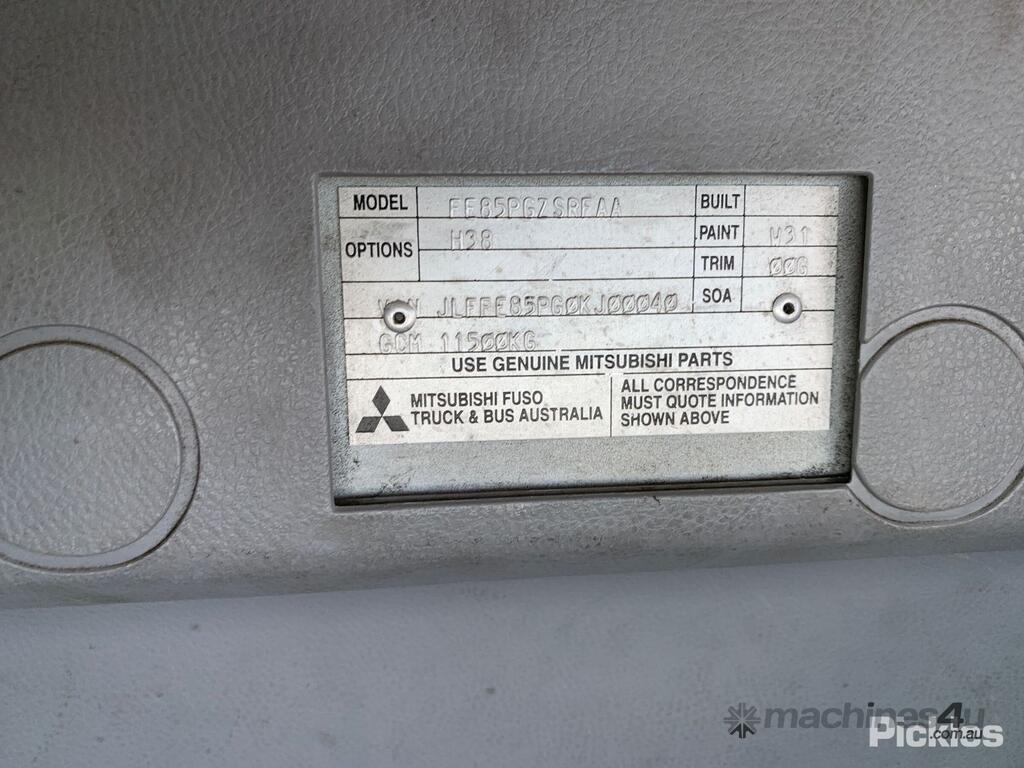 MODEL FE85PGZSRFAA BUILT
OPTIONS H38 PAINT W31
TRIM 00G
JLFFE85PG0KJ00040 SOA
GCM 11500KG
USE GENUINE MITSUBISHI PARTS
MITSUBISHI FUSO
TRUCK & BUS AUSTRALIA
ALL CORRESPONDENCE
MUST QUOTE INFORMATION
SHOWN ABOVE
machines4u
.com.au
Pickles